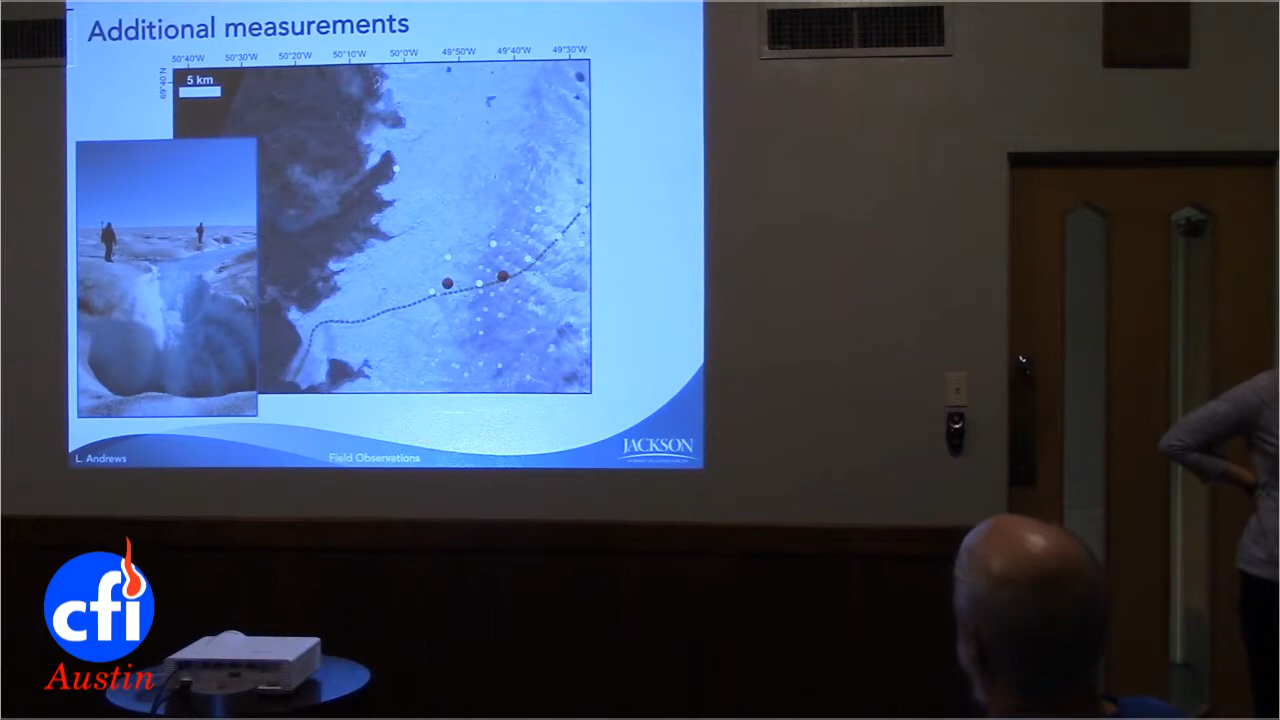 Additional measurements
50°40'W 50°30'W 50°20'W 50°10'W 50°0'W 49°50'W 49°40'W 49°30'W
69°40'N
5 km
L. Andrews
Field Observations
JACKSON
cfi
Austin